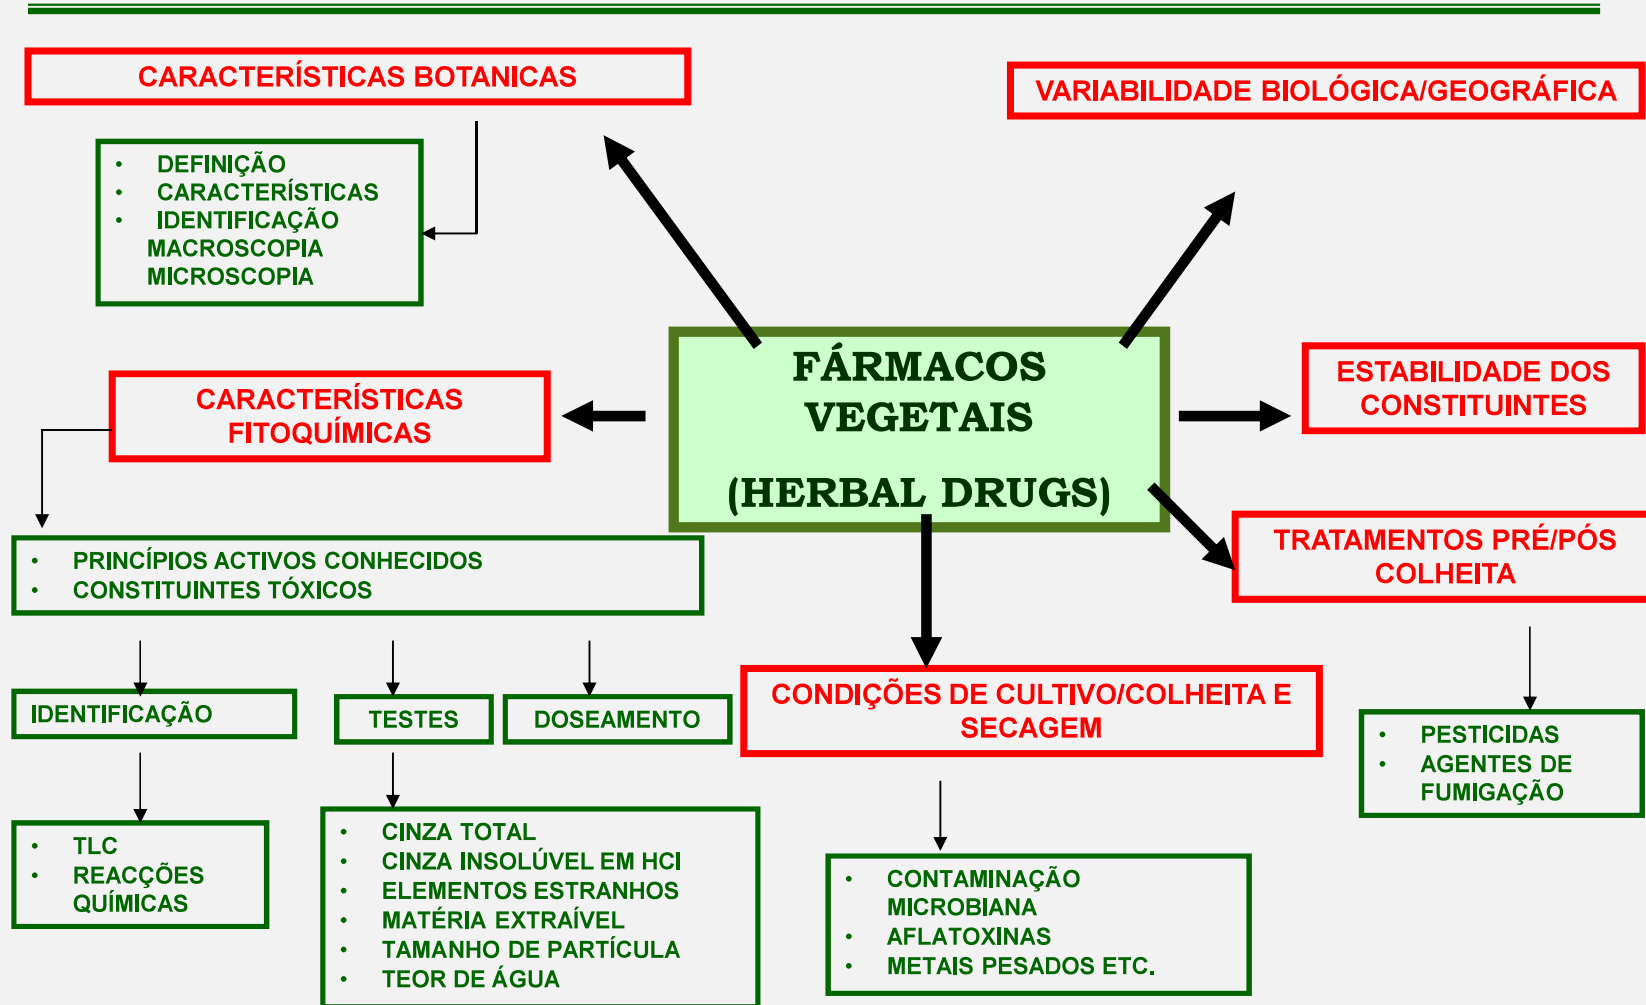 CARACTERÍSTICAS BOTANICAS
VARIABILIDADE BIOLÓGICA/GEOGRÁFICA
• DEFINIÇÃO
• CARACTERÍSTICAS
• IDENTIFICAÇÃO
MACROSCOPIA
MICROSCOPIA
FÁRMACOS
VEGETAIS
(HERBAL DRUGS)
ESTABILIDADE DOS
CONSTITUINTES
CARACTERÍSTICAS
FITOQUÍMICAS
TRATAMENTOS PRÉ/PÓS
COLHEITA
• PRINCÍPIOS ACTIVOS CONHECIDOS
• CONSTITUINTES TÓXICOS
CONDIÇÕES DE CULTIVO/COLHEITA E
SECAGEM
IDENTIFICAÇÃO
TESTES
DOSEAMENTO
• PESTICIDAS
• AGENTES DE
FUMIGAÇÃO
• TLC
• REACÇÕES
QUÍMICAS
• CINZA TOTAL
• CINZA INSOLÚVEL EM HCl
• ELEMENTOS ESTRANHOS
• MATÉRIA EXTRAÍVEL
• TAMANHO DE PARTÍCULA
• TEOR DE ÁGUA
• CONTAMINAÇÃO
MICROBIANA
• AFLATOXINAS
• METAIS PESADOS ETC.